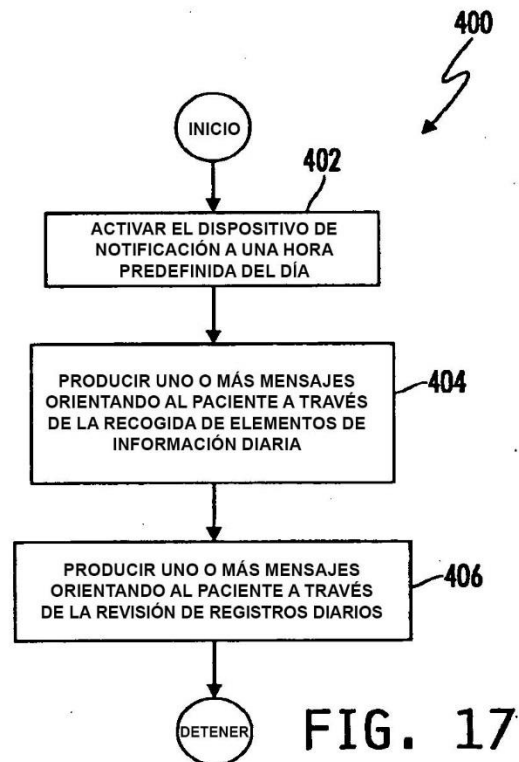 400
INICIO
402
ACTIVAR EL DISPOSITIVO DE
NOTIFICACIÓN A UNA HORA
PREDEFINIDA DEL DÍA
PRODUCIR UNO O MÁS MENSAJES
ORIENTANDO AL PACIENTE A TRAVÉS
DE LA RECOGIDA DE ELEMENTOS DE
INFORMACIÓN DIARIA
404
PRODUCIR UNO O MÁS MENSAJES
ORIENTANDO AL PACIENTE A TRAVÉS
DE LA REVISIÓN DE REGISTROS DIARIOS
406
DETENER
FIG. 17